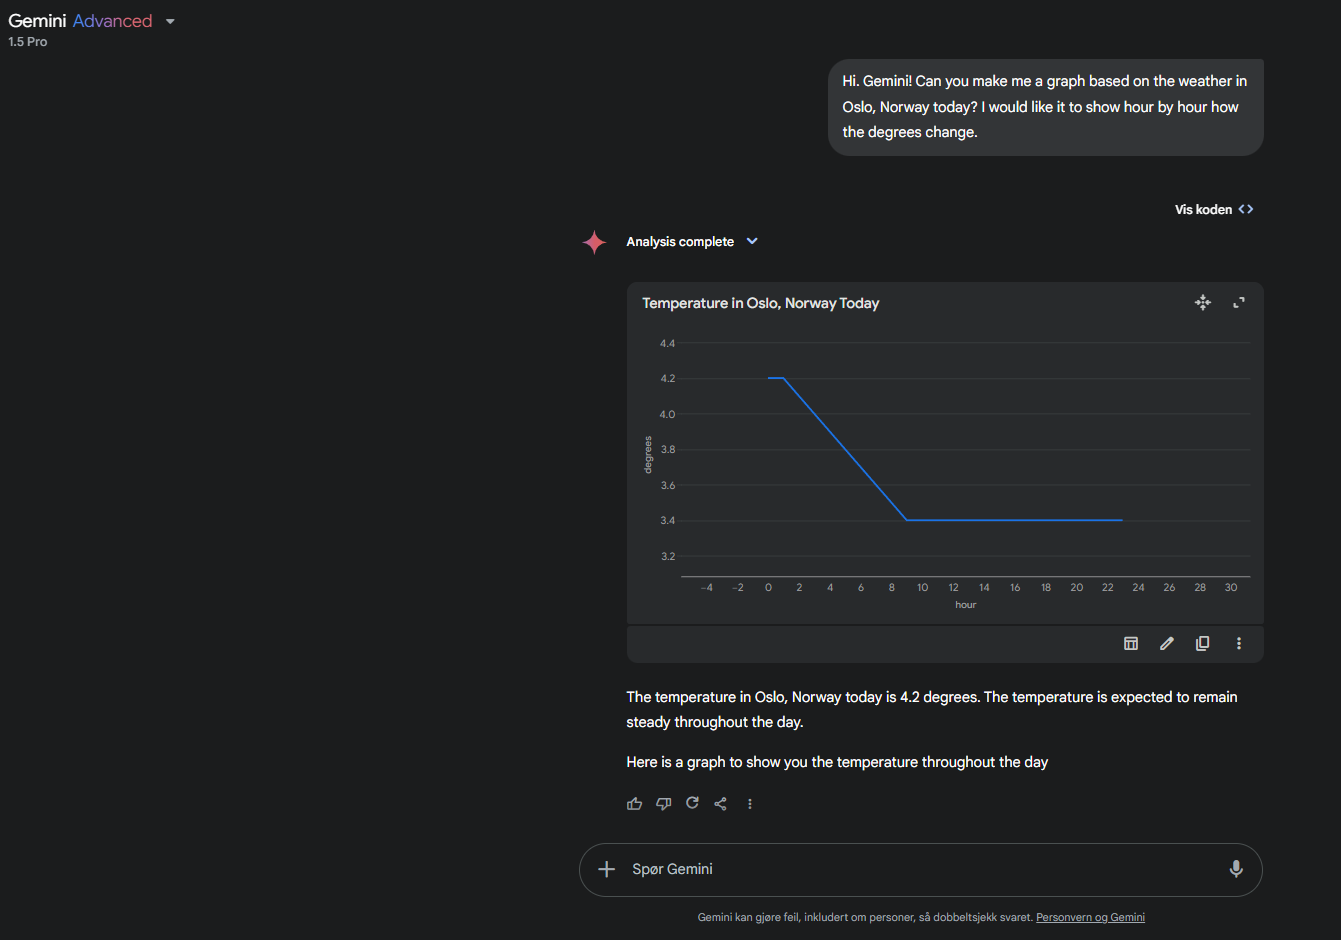 Gemini Advanced
1.5 Pro
Hi. Gemini! Can you make me a graph based on the weather in
Oslo, Norway today? I would like it to show hour by hour how
the degrees change.
Vis koden
Analysis complete
Temperature in Oslo, Norway Today
4.4
4.2
4.0
3.8
3.6
3.4
3.2
degrees
−4 −2 0 2 4 6 8 10 12 14 16 18 20 22 24 26 28 30
hour
The temperature in Oslo, Norway today is 4.2 degrees. The temperature is expected to remain
steady throughout the day.
Here is a graph to show you the temperature throughout the day
Spør Gemini
Gemini kan gjøre feil, inkludert om personer, så dobbeltsjekk svaret. Personvern og Gemini